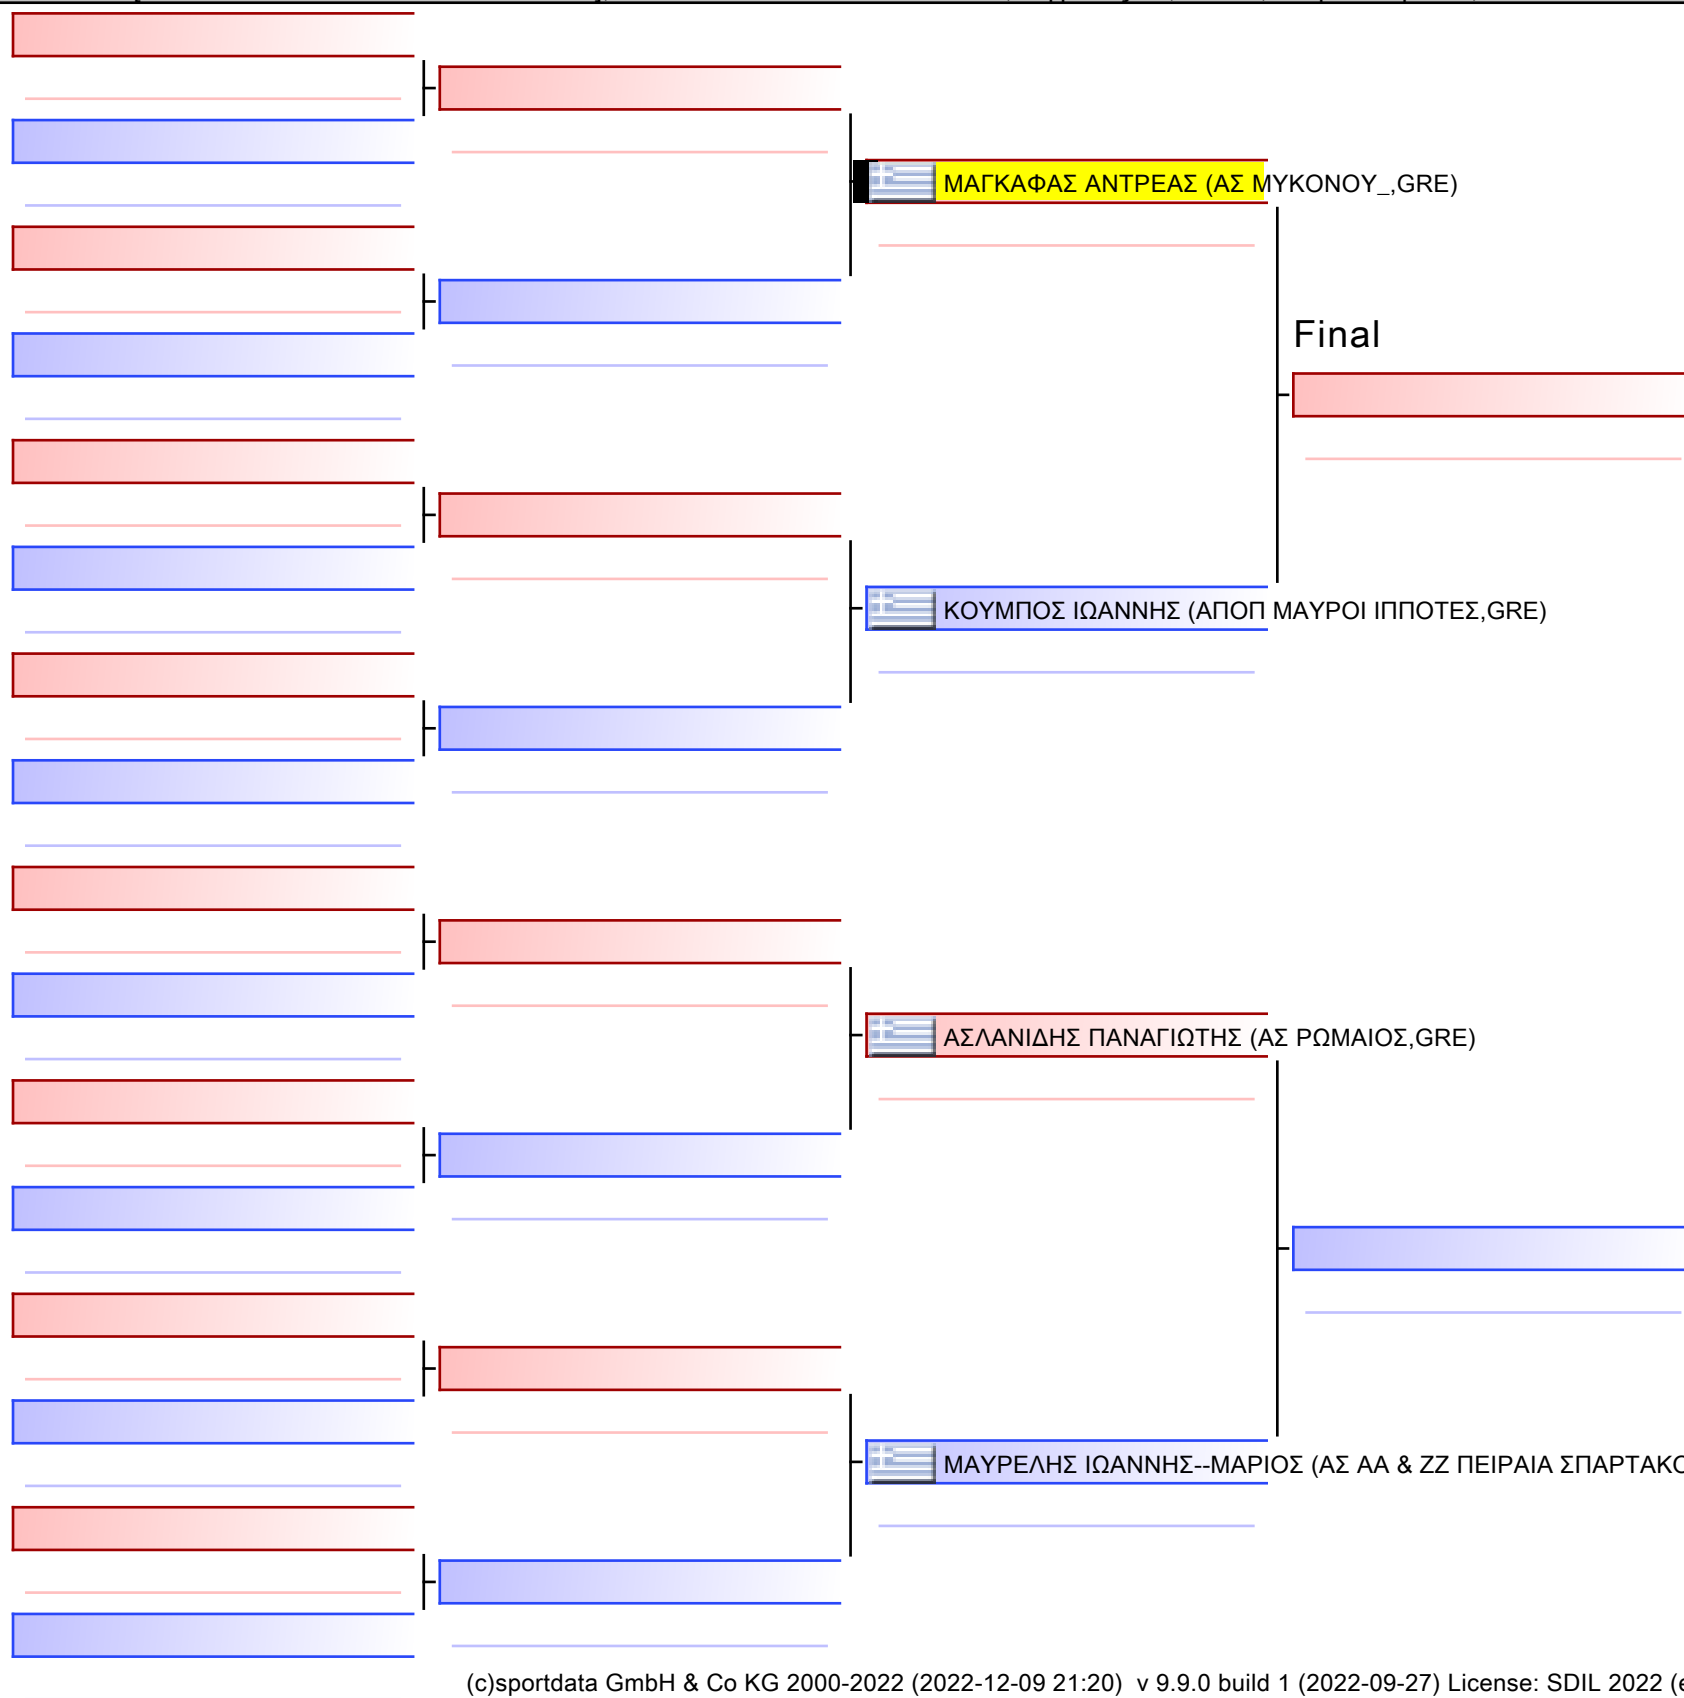 ΜΑΓΚΑΦΑΣ ΑΝΤΡΕΑΣ (ΑΣ ΜΥΚΟΝΟΥ_,GRE)
Final
ΚΟΥΜΠΟΣ ΙΩΑΝΝΗΣ (ΑΠΟΠ ΜΑΥΡΟΙ ΙΠΠΟΤΕΣ,GRE)
ΑΣΛΑΝΙΔΗΣ ΠΑΝΑΓΙΩΤΗΣ (ΑΣ ΡΩΜΑΙΟΣ,GRE)
ΜΑΥΡΕΛΗΣ ΙΩΑΝΝΗΣ--ΜΑΡΙΟΣ (ΑΣ ΑΑ & ΖΖ ΠΕΙΡΑΙΑ
(c)sportdata GmbH & Co KG 2000-2022 (2022-12-09 21:20) v 9.9.0 build 1 (2022-09-27) License: SDIL 2022